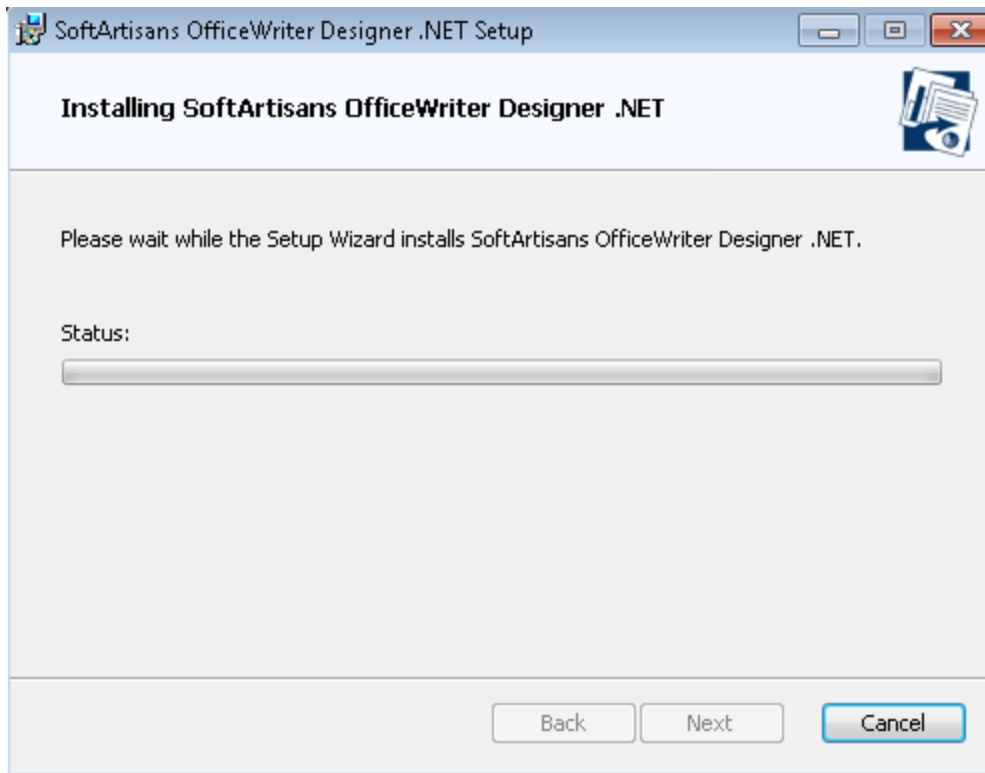 SoftArtisans OfficeWriter Designer .NET Setup
Installing SoftArtisans OfficeWriter Designer .NET
Please wait while the Setup Wizard installs SoftArtisans OfficeWriter Designer .NET.
Status:
Back Next Cancel